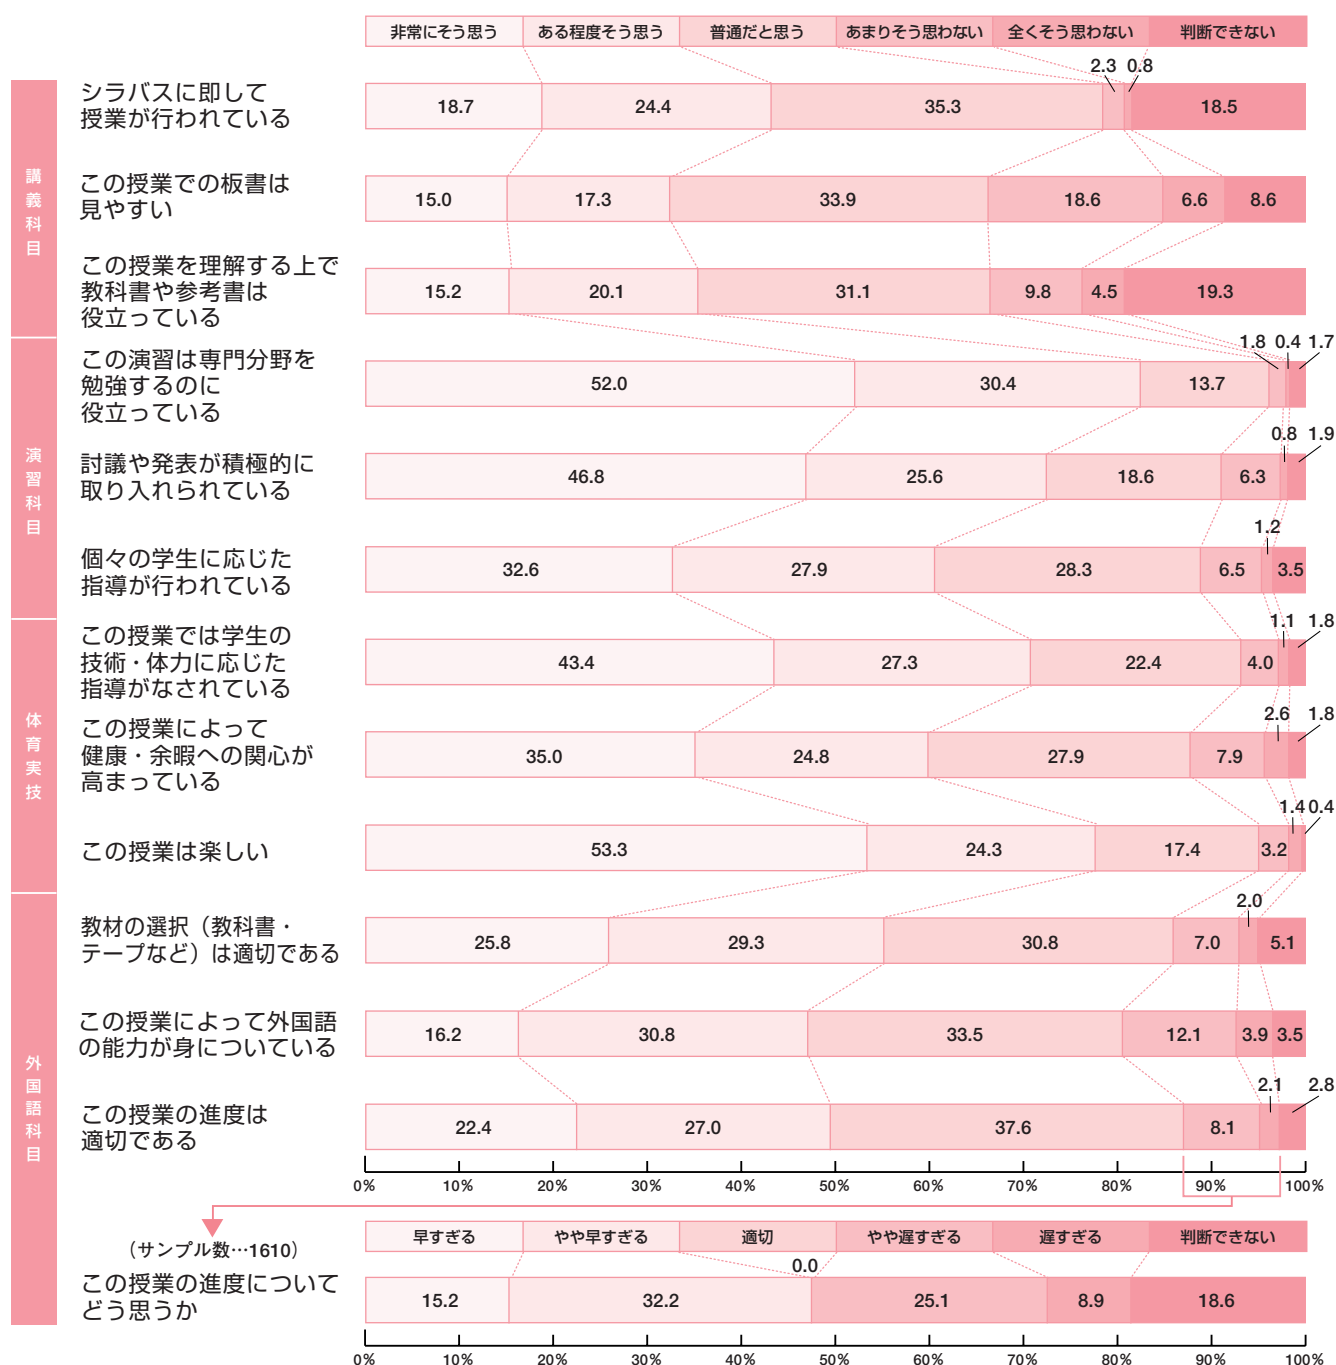 非常にそう思う ある程度そう思う 普通だと思う あまりそう思わない 全くそう思わない 判断できない
講義科目
シラバスに即して
授業が行われている
18.7 24.4 35.3 2.3 0.8 18.5
この授業での板書は
見やすい
15.0 17.3 33.9 18.6 6.6 8.6
この授業を理解する上で
教科書や参考書は
役立っている
15.2 20.1 31.1 9.8 4.5 19.3
演習科目
この演習は専門分野を
勉強するのに
役立っている
52.0 30.4 13.7 1.8 0.4 1.7
討議や発表が積極的に
取り入れられている
46.8 25.6 18.6 6.3 0.8 1.9
個々の学生に応じた
指導が行われている
32.6 27.9 28.3 6.5 1.2 3.5
体育実技
この授業では学生の
技術・体力に応じた
指導がなされている
43.4 27.3 22.4 4.0 1.1 1.8
この授業によって
健康・余暇への関心が
高まっている
35.0 24.8 27.9 7.9 2.6 1.8
この授業は楽しい
53.3 24.3 17.4 3.2 1.4 0.4
外国語科目
教材の選択（教科書・
テープなど）は適切である
25.8 29.3 30.8 7.0 2.0 5.1
この授業によって外国語
の能力が身についている
16.2 30.8 33.5 12.1 3.9 3.5
この授業の進度は
適切である
22.4 27.0 37.6 8.1 2.1 2.8
0% 10% 20% 30% 40% 50% 60% 70% 80% 90% 100%
早すぎる やや早すぎる 適切 やや遅すぎる 遅すぎる 判断できない
（サンプル数…1610）
この授業の進度について
どう思うか
15.2 32.2 0.0 25.1 8.9 18.6
0% 10% 20% 30% 40% 50% 60% 70% 80% 90% 100%